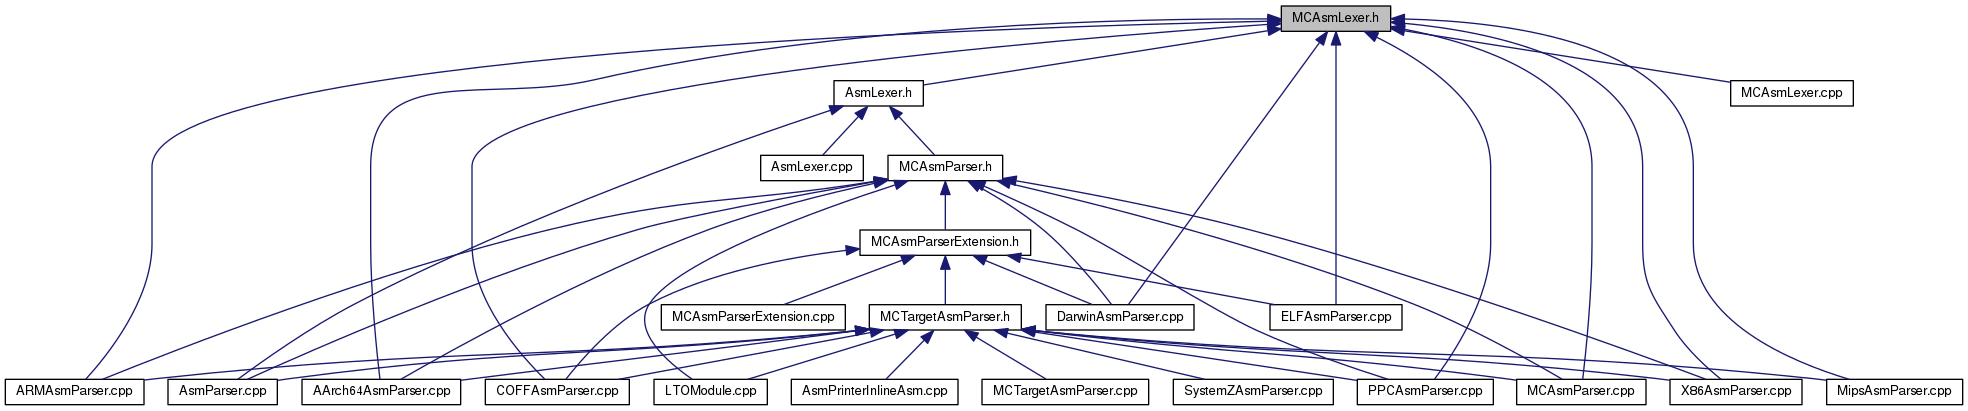 MCAsmLexer.h
AsmLexer.h
MCAsmLexer.cpp
AsmLexer.cpp
MCAsmParser.h
MCAsmParserExtension.h
MCAsmParserExtension.cpp
MCTargetAsmParser.h
DarwinAsmParser.cpp
ELFAsmParser.cpp
ARMAsmParser.cpp
AsmParser.cpp
AArch64AsmParser.cpp
COFFAsmParser.cpp
LTOModule.cpp
AsmPrinterInlineAsm.cpp
MCTargetAsmParser.cpp
SystemZAsmParser.cpp
PPCAsmParser.cpp
MCAsmParser.cpp
X86AsmParser.cpp
MipsAsmParser.cpp